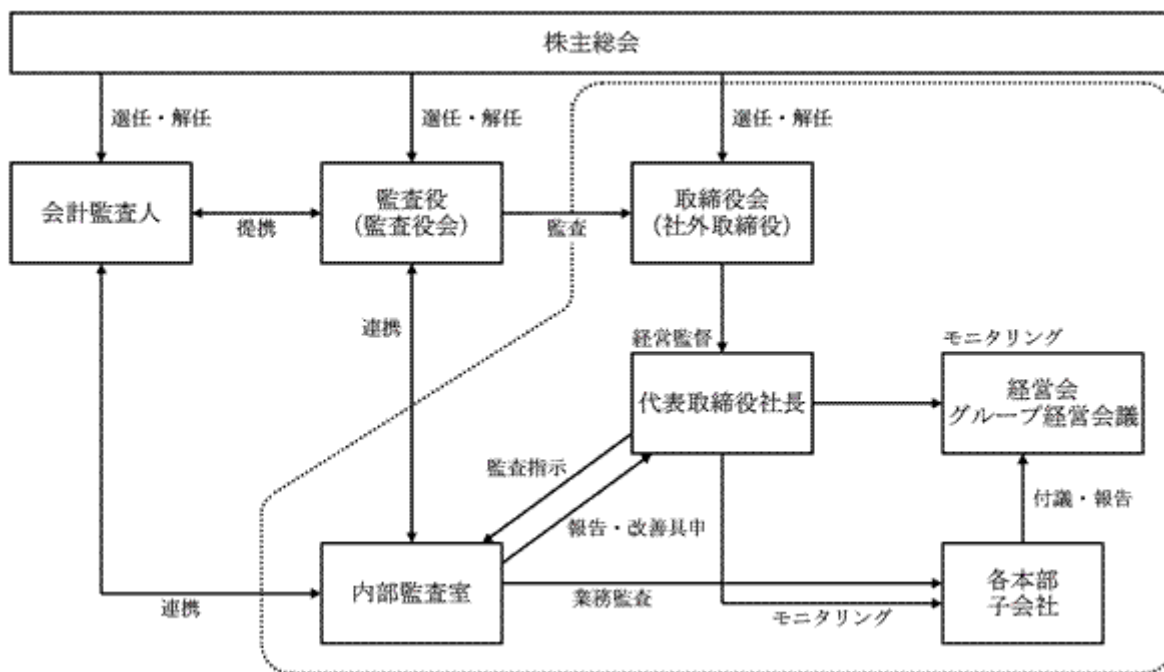 株主総会
選任・解任
選任・解任
選任・解任
会計監査人
提携
監査役
(監査役会)
監査
取締役会
(社外取締役)
連携
経営監督
モニタリング
代表取締役社長
経営会
グループ経営会議
監査指示
報告・改善具申
付議・報告
連携
内部監査室
業務監査
モニタリング
各本部
子会社